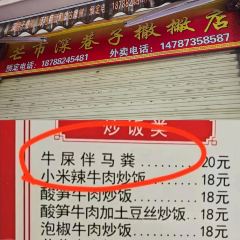 芒市深巷子撒撇店
预定电话：18788245481 外卖电话：14787358587
炒饭类
牛屎伴马粪………20元
小米辣牛肉炒饭……18元
酸笋牛肉炒饭……18元
酸笋牛肉加土豆丝炒饭..18元
泡椒牛肉炒饭………18元